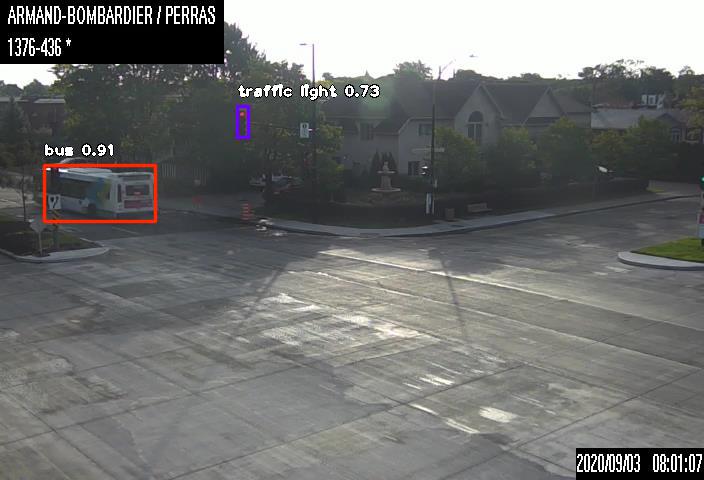 ARMAND-BOMBARDIER / PERRAS
1376-436 *
traffic light 0.73
bus 0.91
2020/09/03 08:01:07